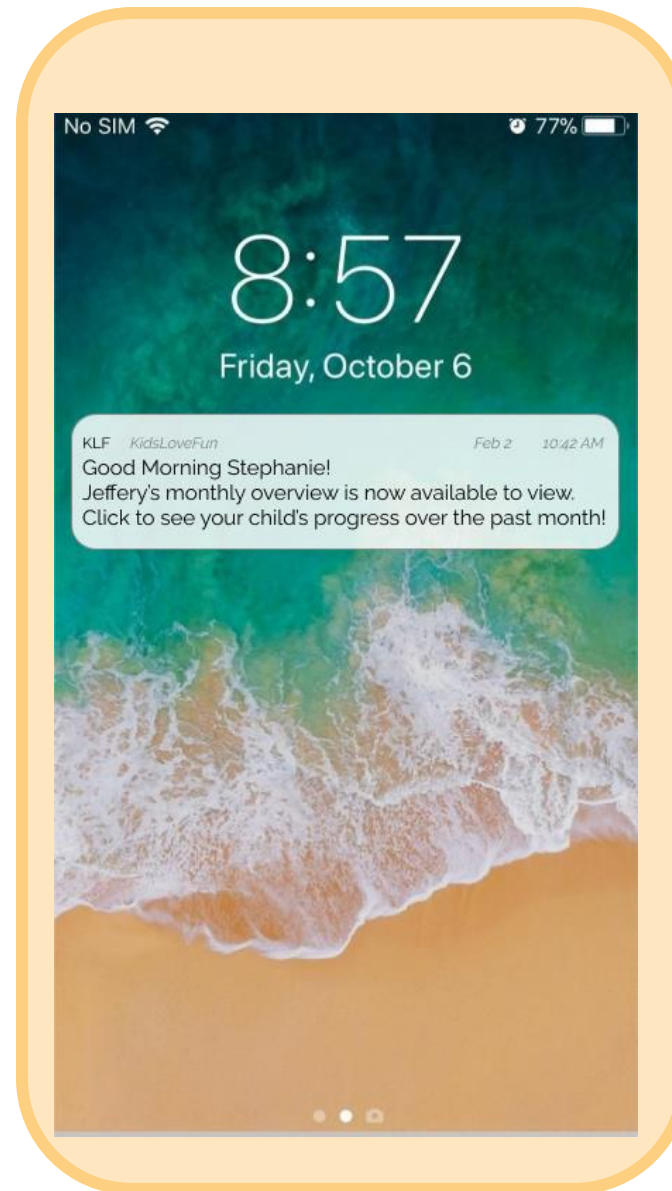 No SIM 77%
8:57
Friday, October 6
KLF KidsLoveFun Feb 2 10:42 AM
Good Morning Stephanie!
Jeffery's monthly overview is now available to view.
Click to see your child's progress over the past month!